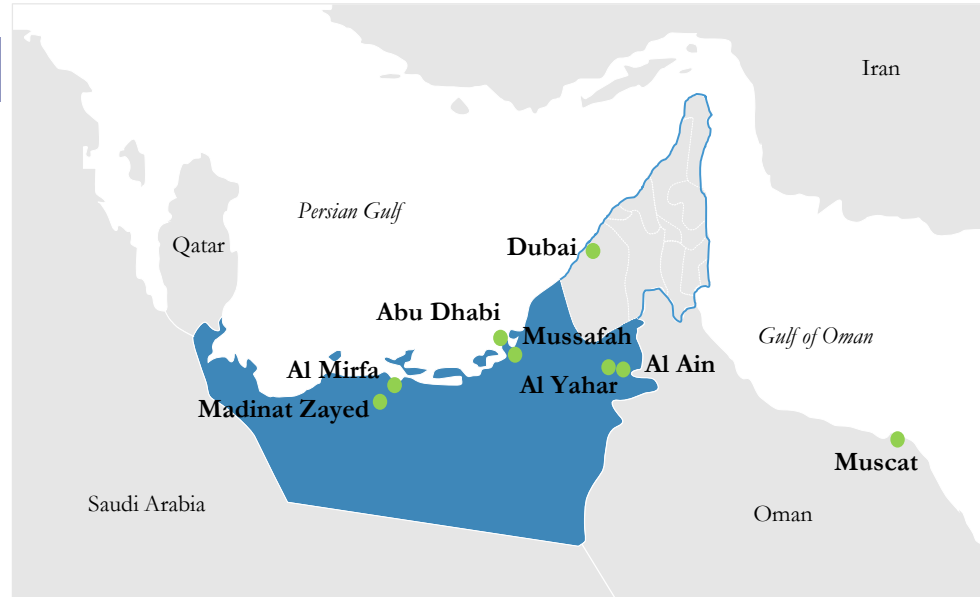 Iran
Persian Gulf
Qatar
Dubai
Abu Dhabi
Mussafah
Gulf of Oman
Al Mirfa
Al Ain
Al Yahar
Madinat Zayed
Muscat
Saudi Arabia
Oman